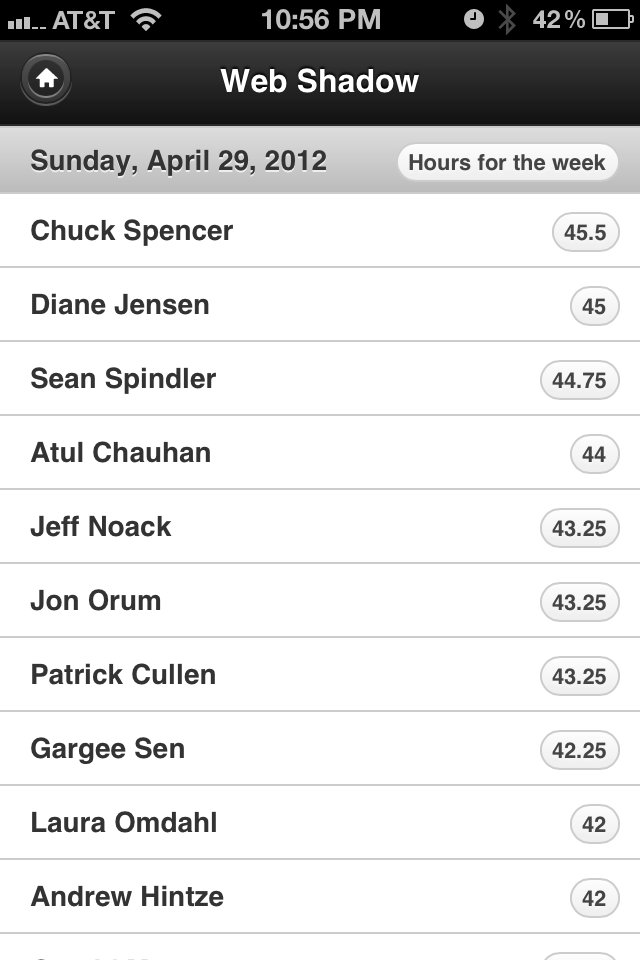 AT&T 10:56 PM 42%
Web Shadow
Sunday, April 29, 2012 Hours for the week
Chuck Spencer 45.5
Diane Jensen 45
Sean Spindler 44.75
Atul Chauhan 44
Jeff Noack 43.25
Jon Orum 43.25
Patrick Cullen 43.25
Gargee Sen 42.25
Laura Omdahl 42
Andrew Hintze 42